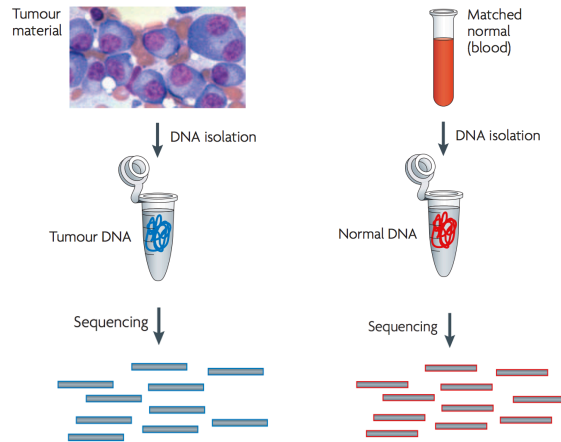 Tumour
material
Matched
normal
(blood)
DNA isolation
DNA isolation
Tumour DNA
Normal DNA
Sequencing
Sequencing